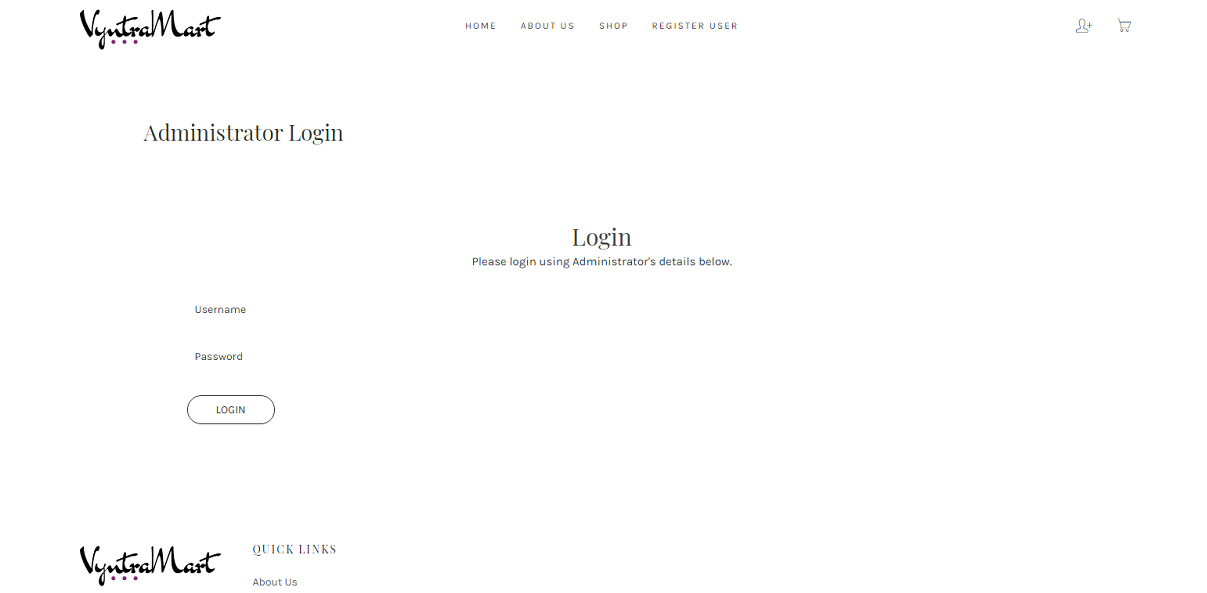 VyntraMart
HOME ABOUT US SHOP REGISTER USER
Administrator Login
Login
Please login using Administrator's details below.
Username
Password
LOGIN
VyntraMart
QUICK LINKS
About Us